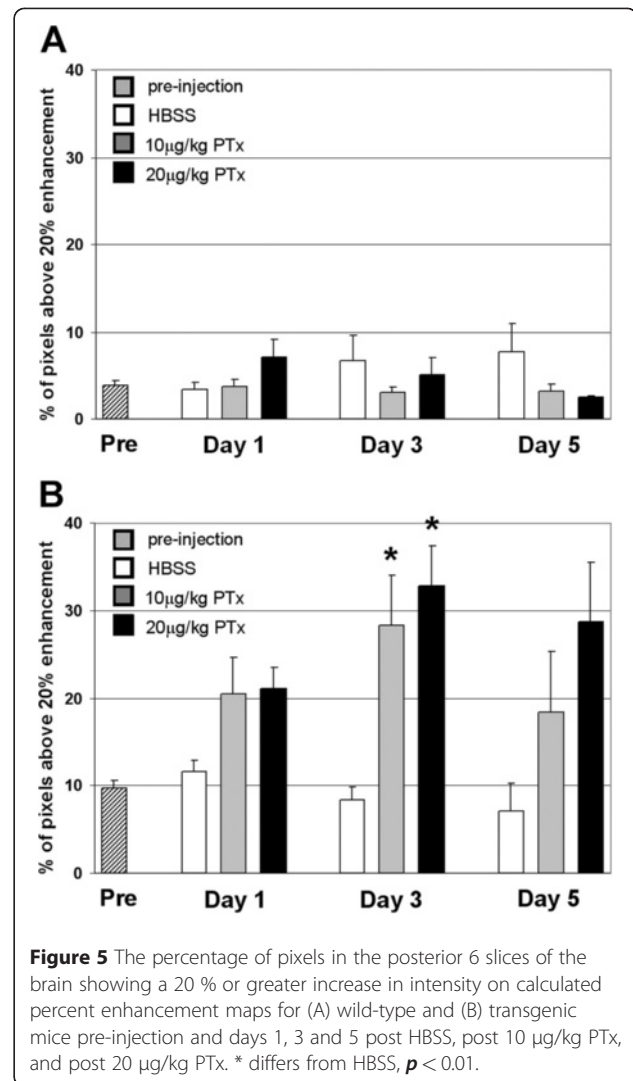 A
% of pixels above 20% enhancement
40
30
20
10
0
pre-injection
HBSS
10µg/kg PTx
20µg/kg PTx
Pre Day 1 Day 3 Day 5
B
% of pixels above 20% enhancement
40
30
20
10
0
pre-injection
HBSS
10µg/kg PTx
20µg/kg PTx
* *
Pre Day 1 Day 3 Day 5
Figure 5 The percentage of pixels in the posterior 6 slices of the
brain showing a 20 % or greater increase in intensity on calculated
percent enhancement maps for (A) wild-type and (B) transgenic
mice pre-injection and days 1, 3 and 5 post HBSS, post 10 µg/kg PTx,
and post 20 µg/kg PTx. * differs from HBSS, p < 0.01.